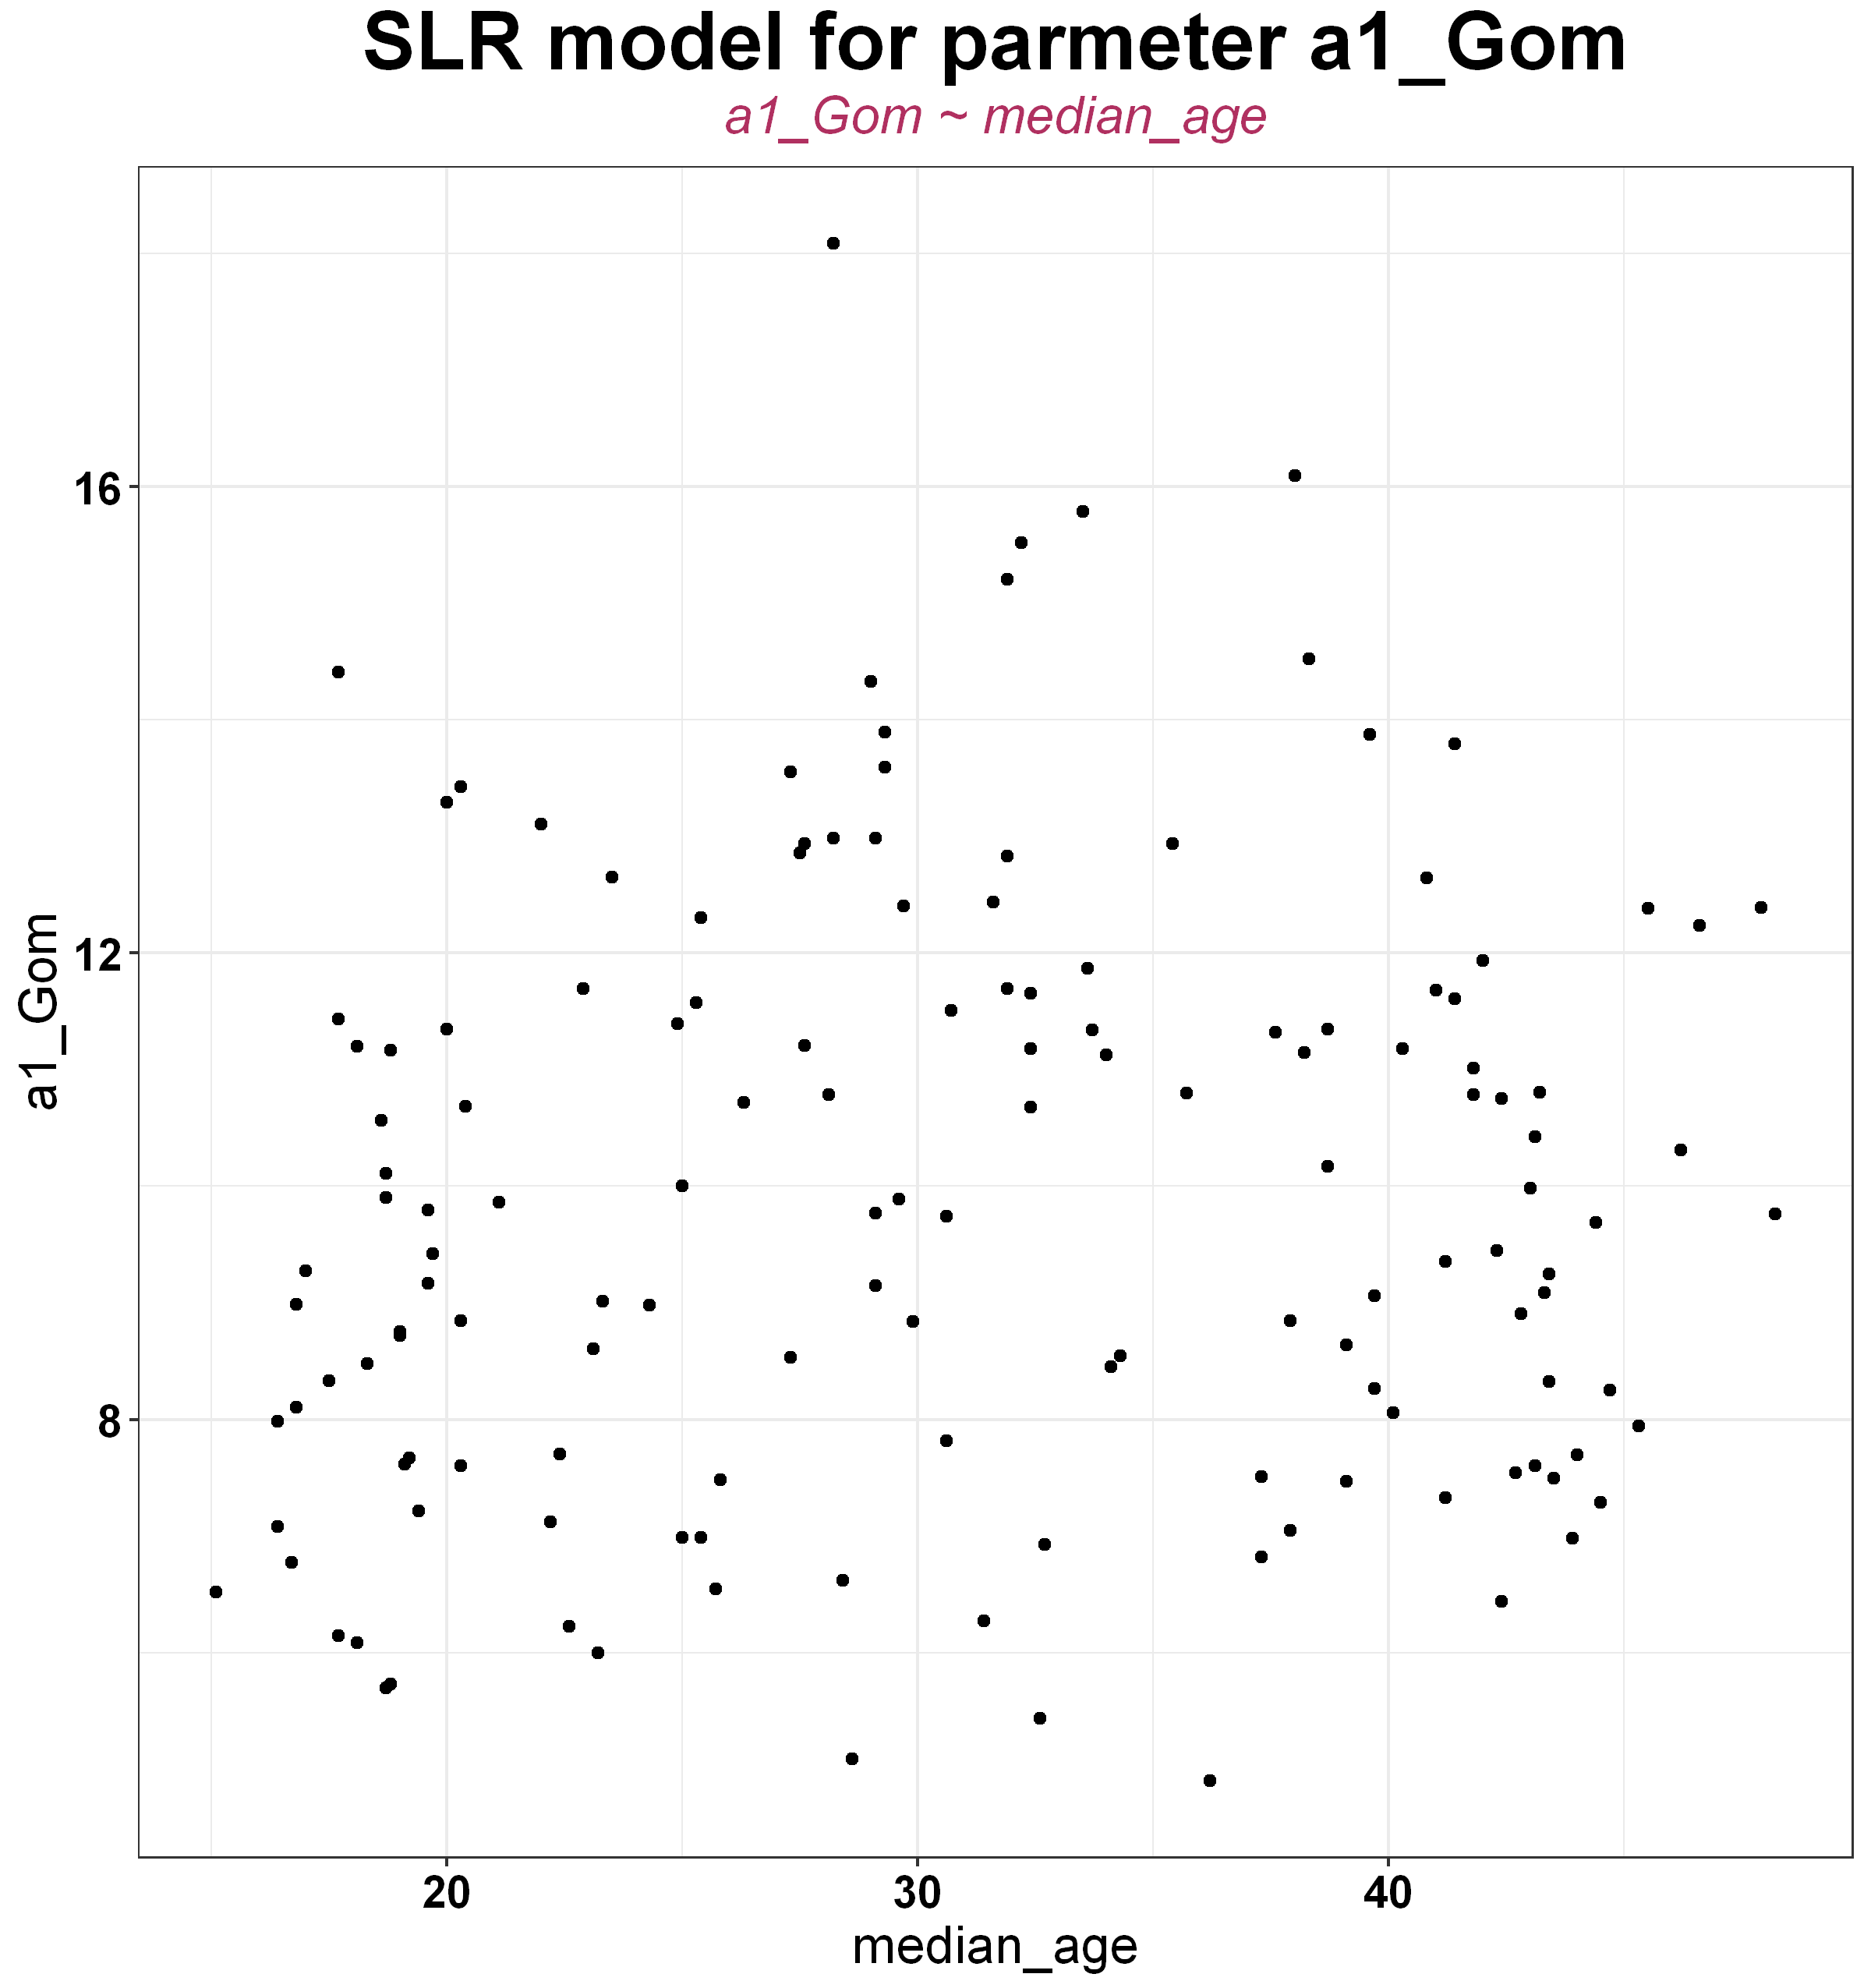 SLR model for parmeter a1_Gom
a1_Gom ~ median_age
16
12
8
a1_Gom
20 30 40
median_age